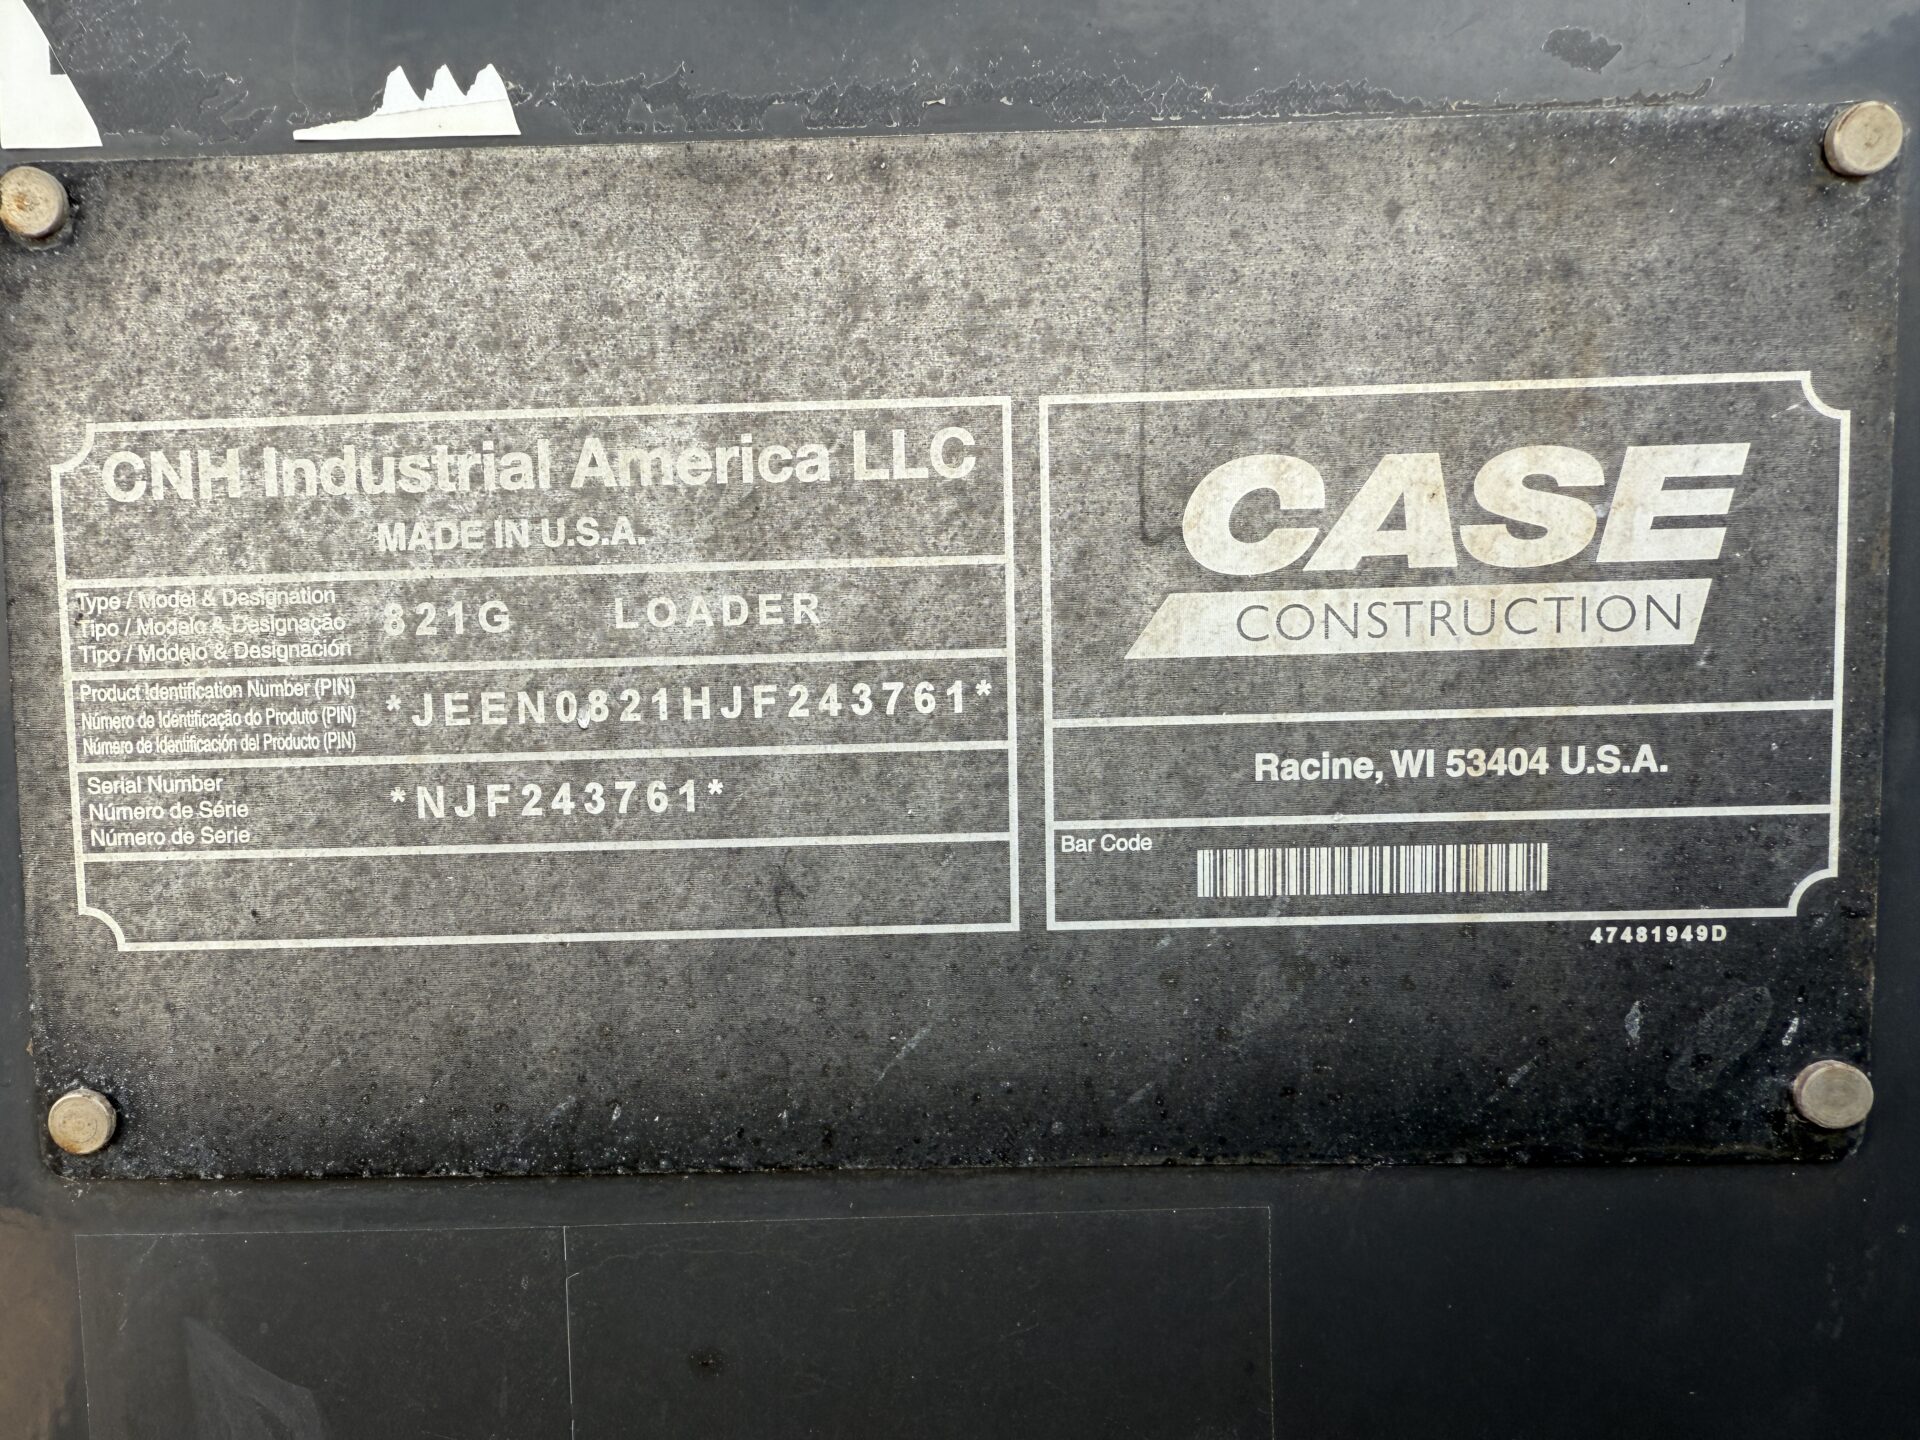 CNH Industrial America LLC
MADE IN U.S.A.
Type / Model & Designation
Tipo / Modelo & Designação
Tipo / Modelo & Designación
821G LOADER
Product Identification Number (PIN)
Número de Identificação do Produto (PIN)
Número de Identificación del Producto (PIN)
*JEEN0821HJF243761*
Serial Number
Número de Série
Número de Serie
*NJF243761*
CASE
CONSTRUCTION
Racine, WI 53404 U.S.A.
Bar Code
47481949D